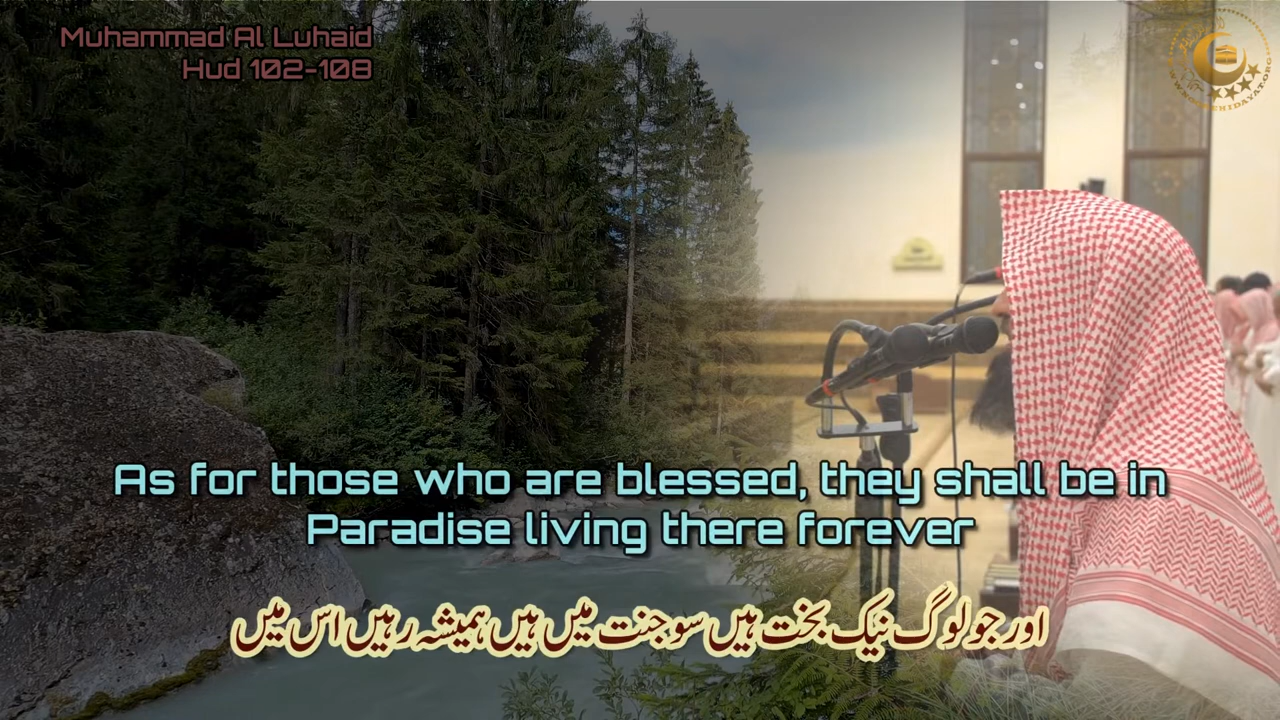 Muhammad Al Luhaid
Hud 102-108
As for those who are blessed, they shall be in
Paradise living there forever
اور جو لوگ نیک بخت ہیں سو جنت میں ہیں ہمیشہ رہیں اس میں